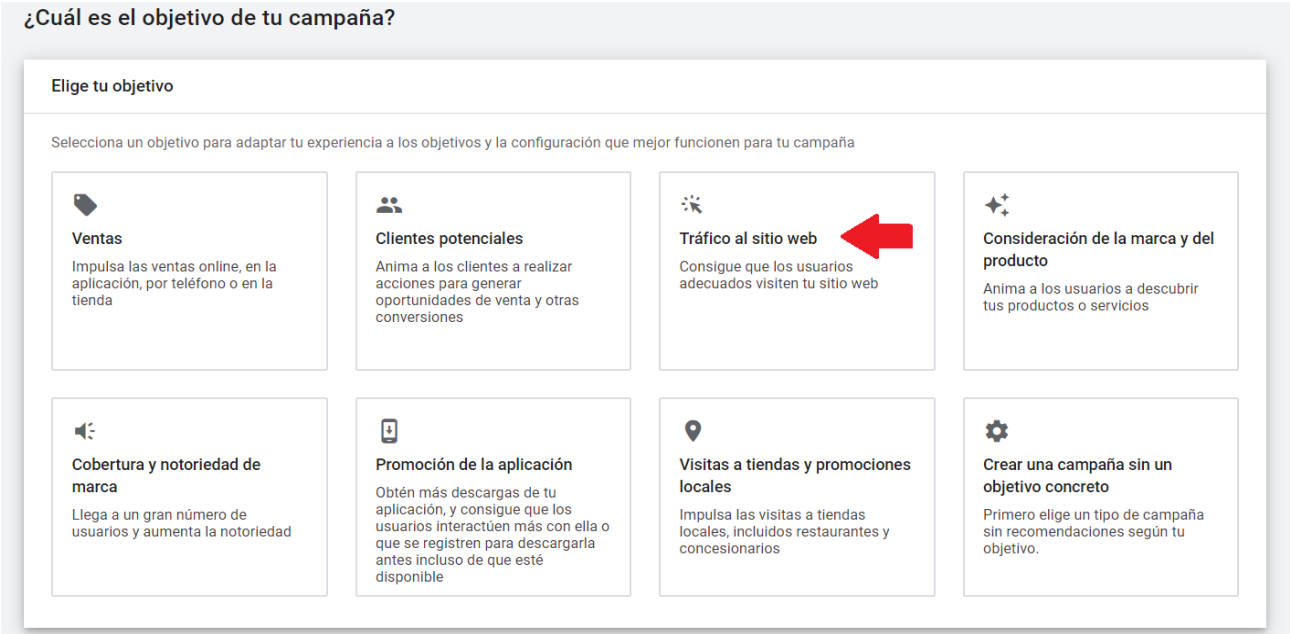 ¿Cuál es el objetivo de tu campaña?
Elige tu objetivo
Selecciona un objetivo para adaptar tu experiencia a los objetivos y la configuración que mejor funcionen para tu campaña
Ventas
Impulsa las ventas online, en la
aplicación, por teléfono o en la
tienda
Clientes potenciales
Anima a los clientes a realizar
acciones para generar
oportunidades de venta y otras
conversiones
Tráfico al sitio web
Consigue que los usuarios
adecuados visiten tu sitio web
Consideración de la marca y del
producto
Anima a los usuarios a descubrir
tus productos o servicios
Cobertura y notoriedad de
marca
Llega a un gran número de
usuarios y aumenta la notoriedad
Promoción de la aplicación
Obtén más descargas de tu
aplicación, y consigue que los
usuarios interactúen más con ella o
que se registren para descargarla
antes incluso de que esté
disponible
Visitas a tiendas y promociones
locales
Impulsa las visitas a tiendas
locales, incluidos restaurantes y
concesionarios
Crear una campaña sin un
objetivo concreto
Primero elige un tipo de campaña
sin recomendaciones según tu
objetivo.